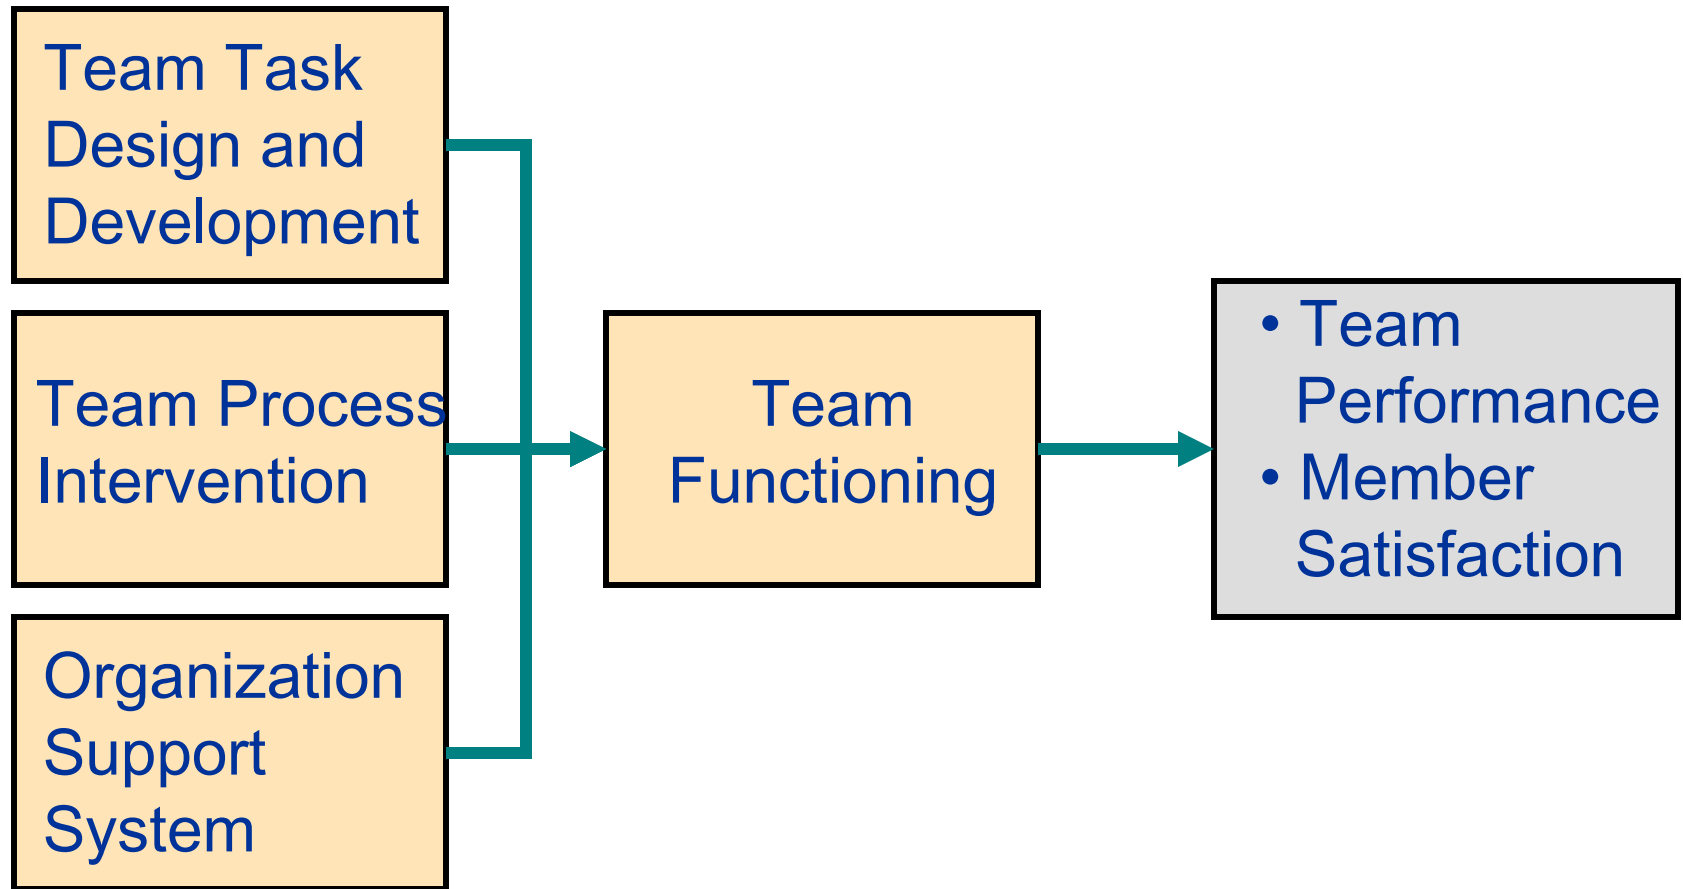 Team Task
Design and
Development
Team Process
Intervention
Organization
Support
System
Team
Functioning
• Team
Performance
• Member
Satisfaction